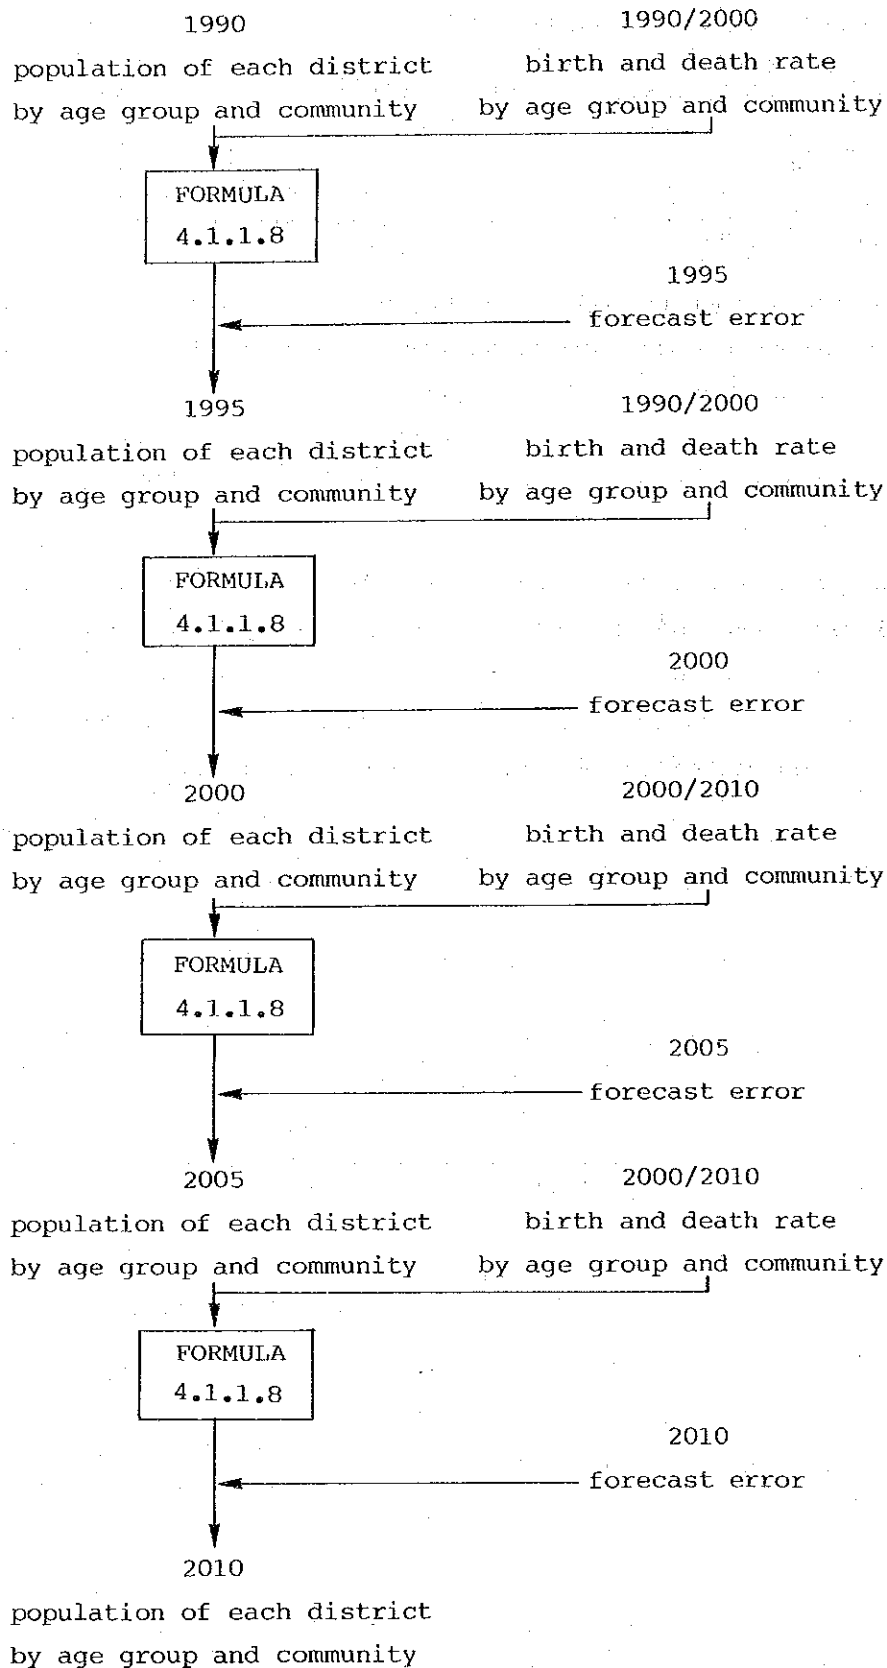 1990
population of each district
by age group and community
1990/2000
birth and death rate
by age group and community
FORMULA
4.1.1.8
1995
forecast error
1995
population of each district
by age group and community
1990/2000
birth and death rate
by age group and community
FORMULA
4.1.1.8
2000
forecast error
2000
population of each district
by age group and community
2000/2010
birth and death rate
by age group and community
FORMULA
4.1.1.8
2005
forecast error
2005
population of each district
by age group and community
2000/2010
birth and death rate
by age group and community
FORMULA
4.1.1.8
2010
forecast error
2010
population of each district
by age group and community